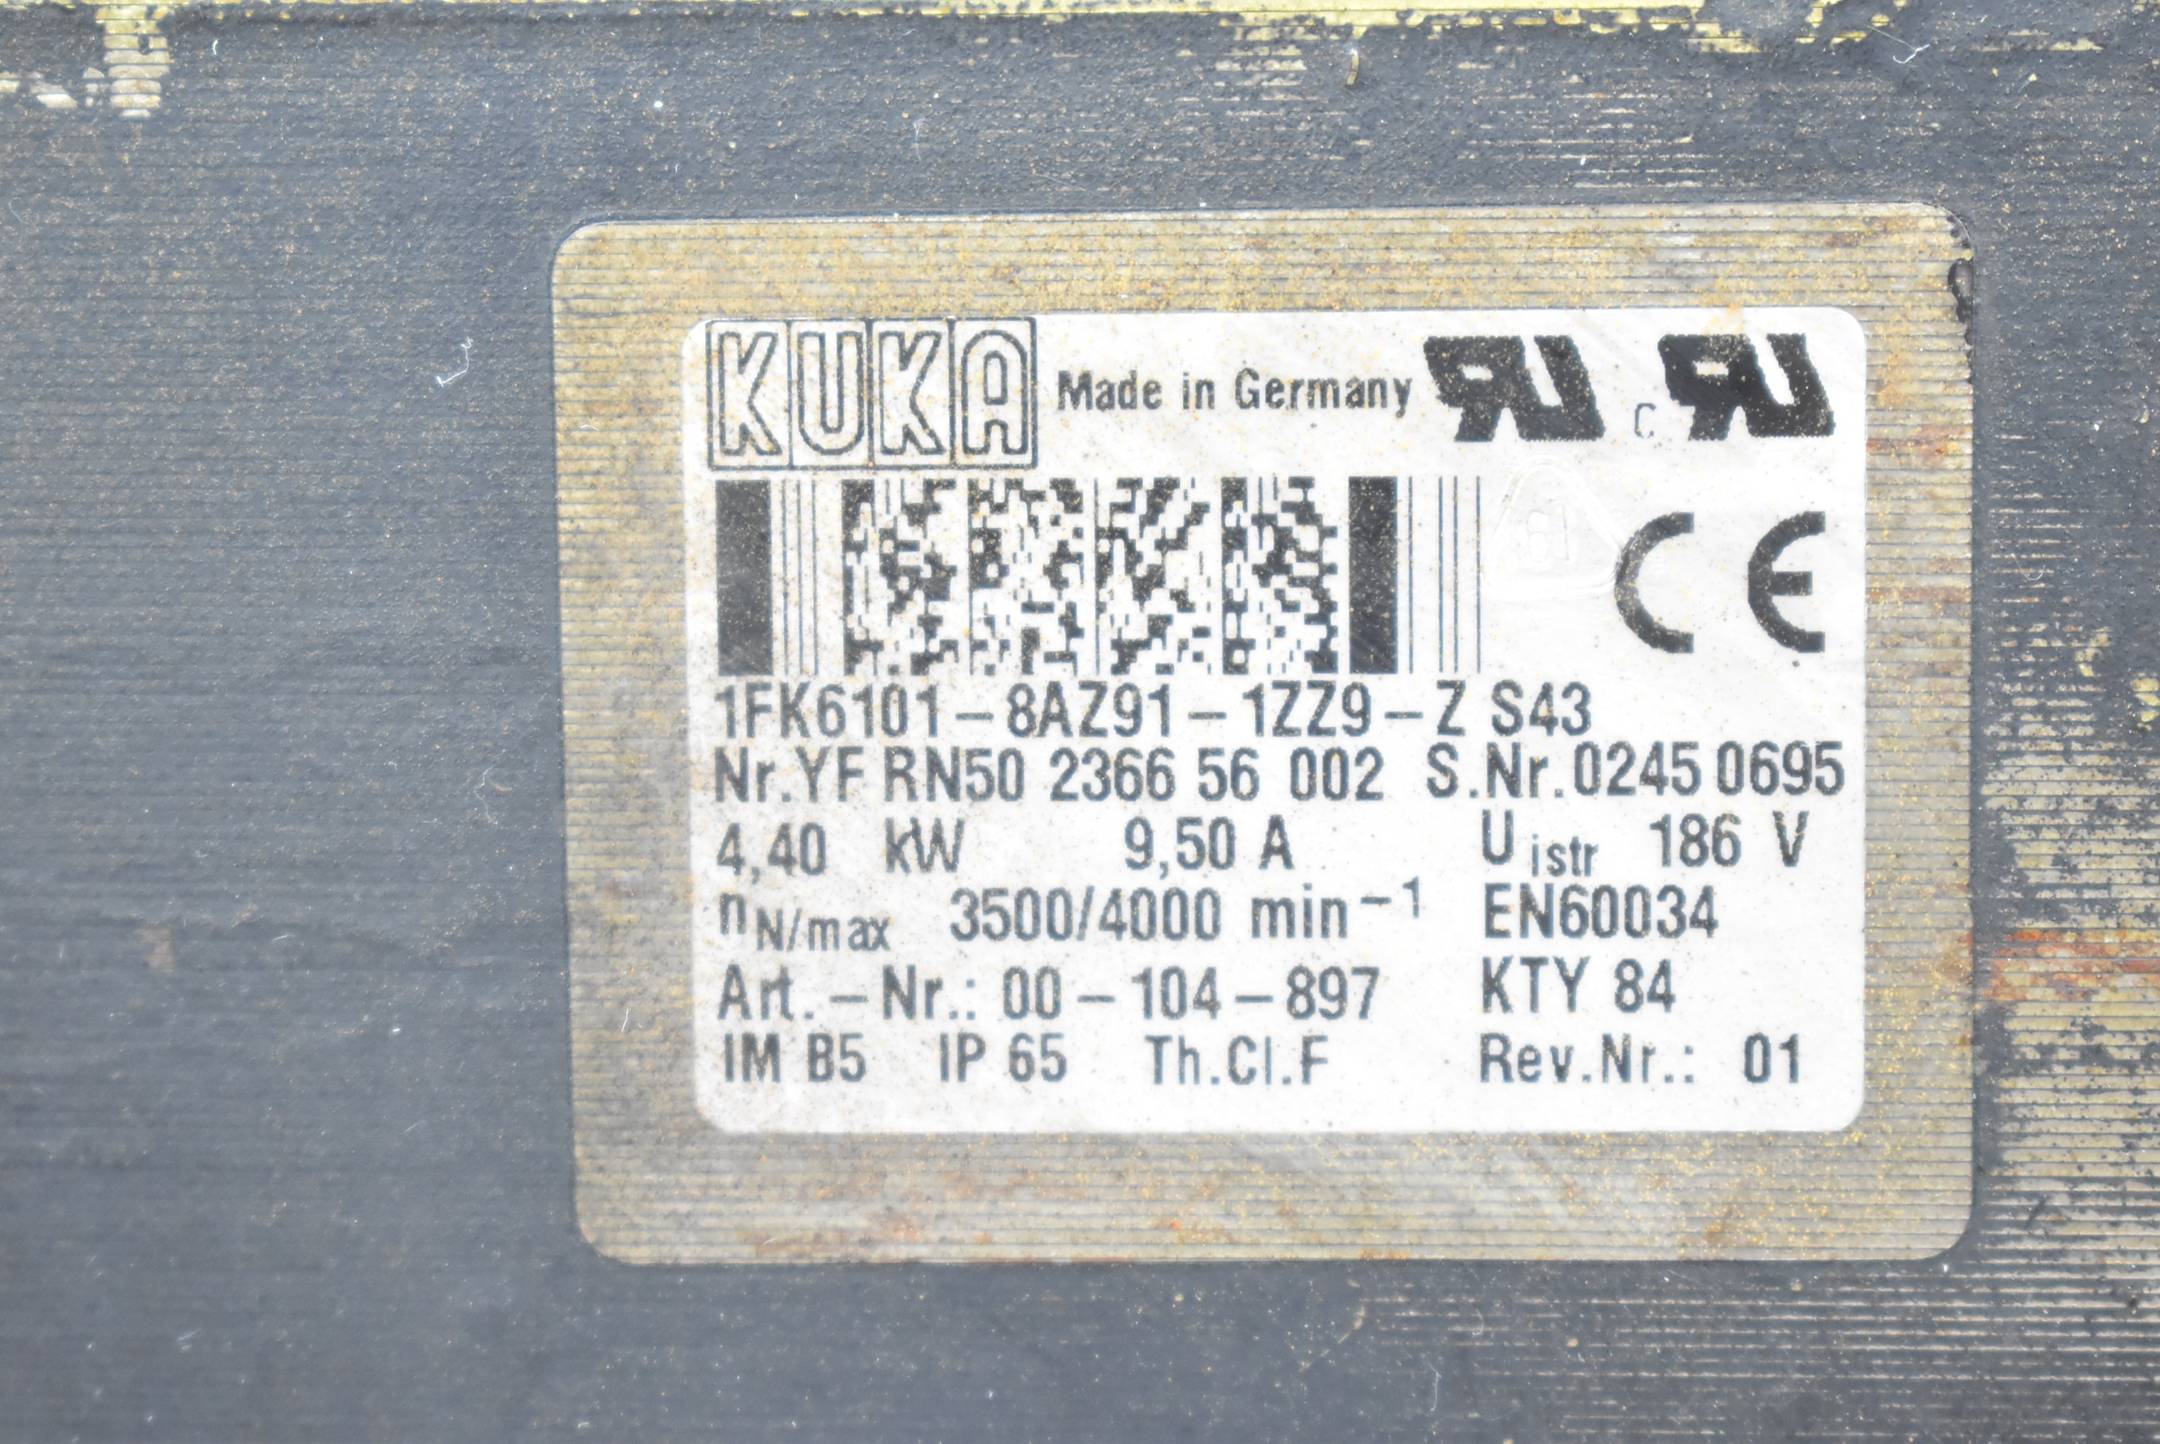 KUKA Made in Germany
1FK6101-8AZ91-1ZZ9-Z S43
Nr.YF RN50 2366 56 002 S.Nr.0245 0695
4,40 kW 9,50 A U istr 186 V
n N/max 3500/4000 min⁻¹ EN60034
Art.-Nr.: 00-104-897 KTY 84
IM B5 IP 65 Th.Cl.F Rev.Nr.: 01